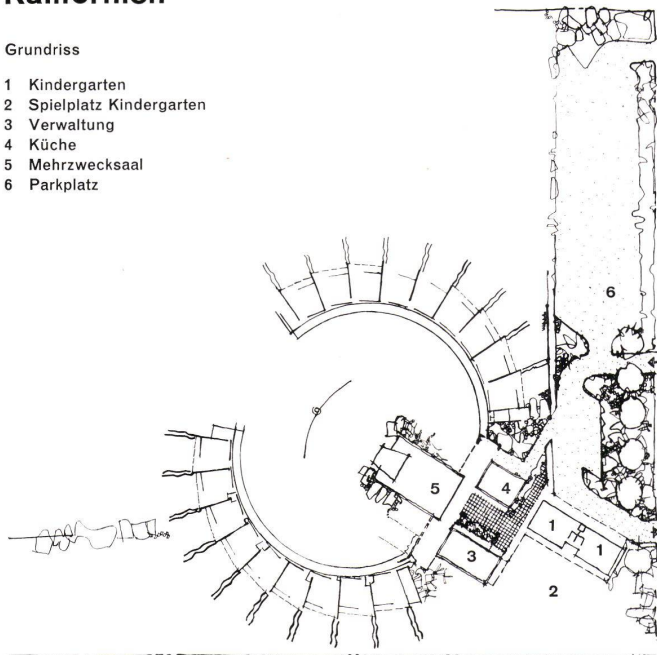 Grundriss
1 Kindergarten
2 Spielplatz Kindergarten
3 Verwaltung
4 Küche
5 Mehrzwecksaal
6 Parkplatz
6
5
4
1
1
3
2